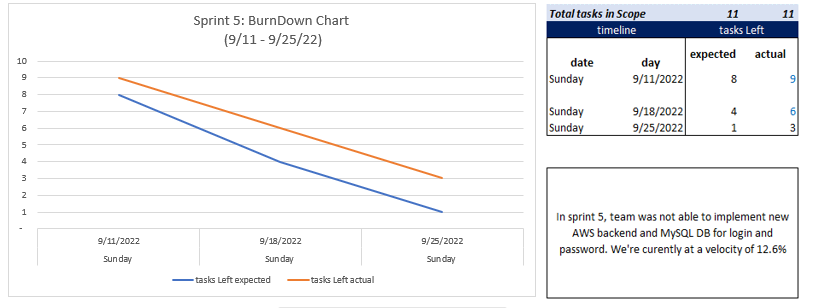 Sprint 5: BurnDown Chart
(9/11 - 9/25/22)
10
9
8
7
6
5
4
3
2
1
-
9/11/2022 9/18/2022 9/25/2022
Sunday Sunday Sunday
tasks Left expected tasks Left actual
Total tasks in Scope 11 11
timeline tasks Left
date day expected actual
Sunday 9/11/2022 8 9
Sunday 9/18/2022 4 6
Sunday 9/25/2022 1 3
In sprint 5, team was not able to implement new
AWS backend and MySQL DB for login and
password. We're curently at a velocity of 12.6%